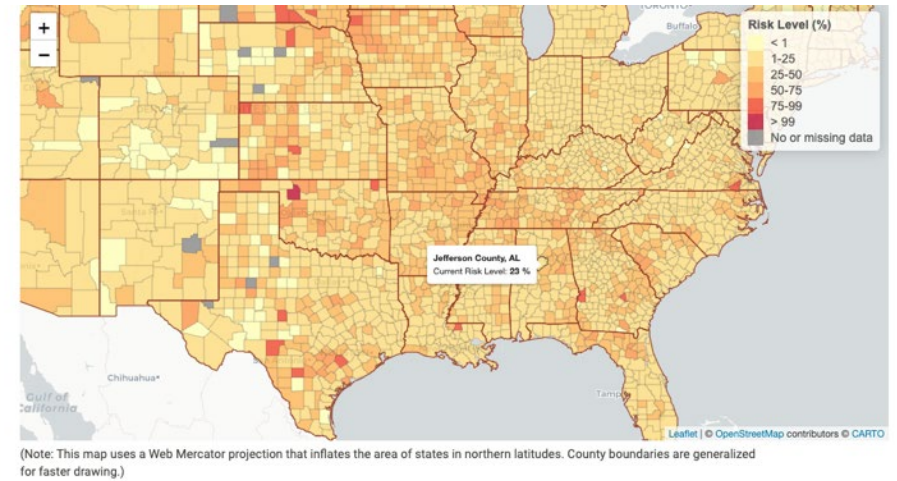 TORONTO
Buffalo
+
−
Risk Level (%)
< 1
1-25
25-50
50-75
75-99
> 99
No or missing data
Jefferson County, AL
Current Risk Level: 23 %
Chihuahua
Gulf of
California
Tampa
Leaflet | © OpenStreetMap contributors © CARTO
(Note: This map uses a Web Mercator projection that inflates the area of states in northern latitudes. County boundaries are generalized
for faster drawing.)